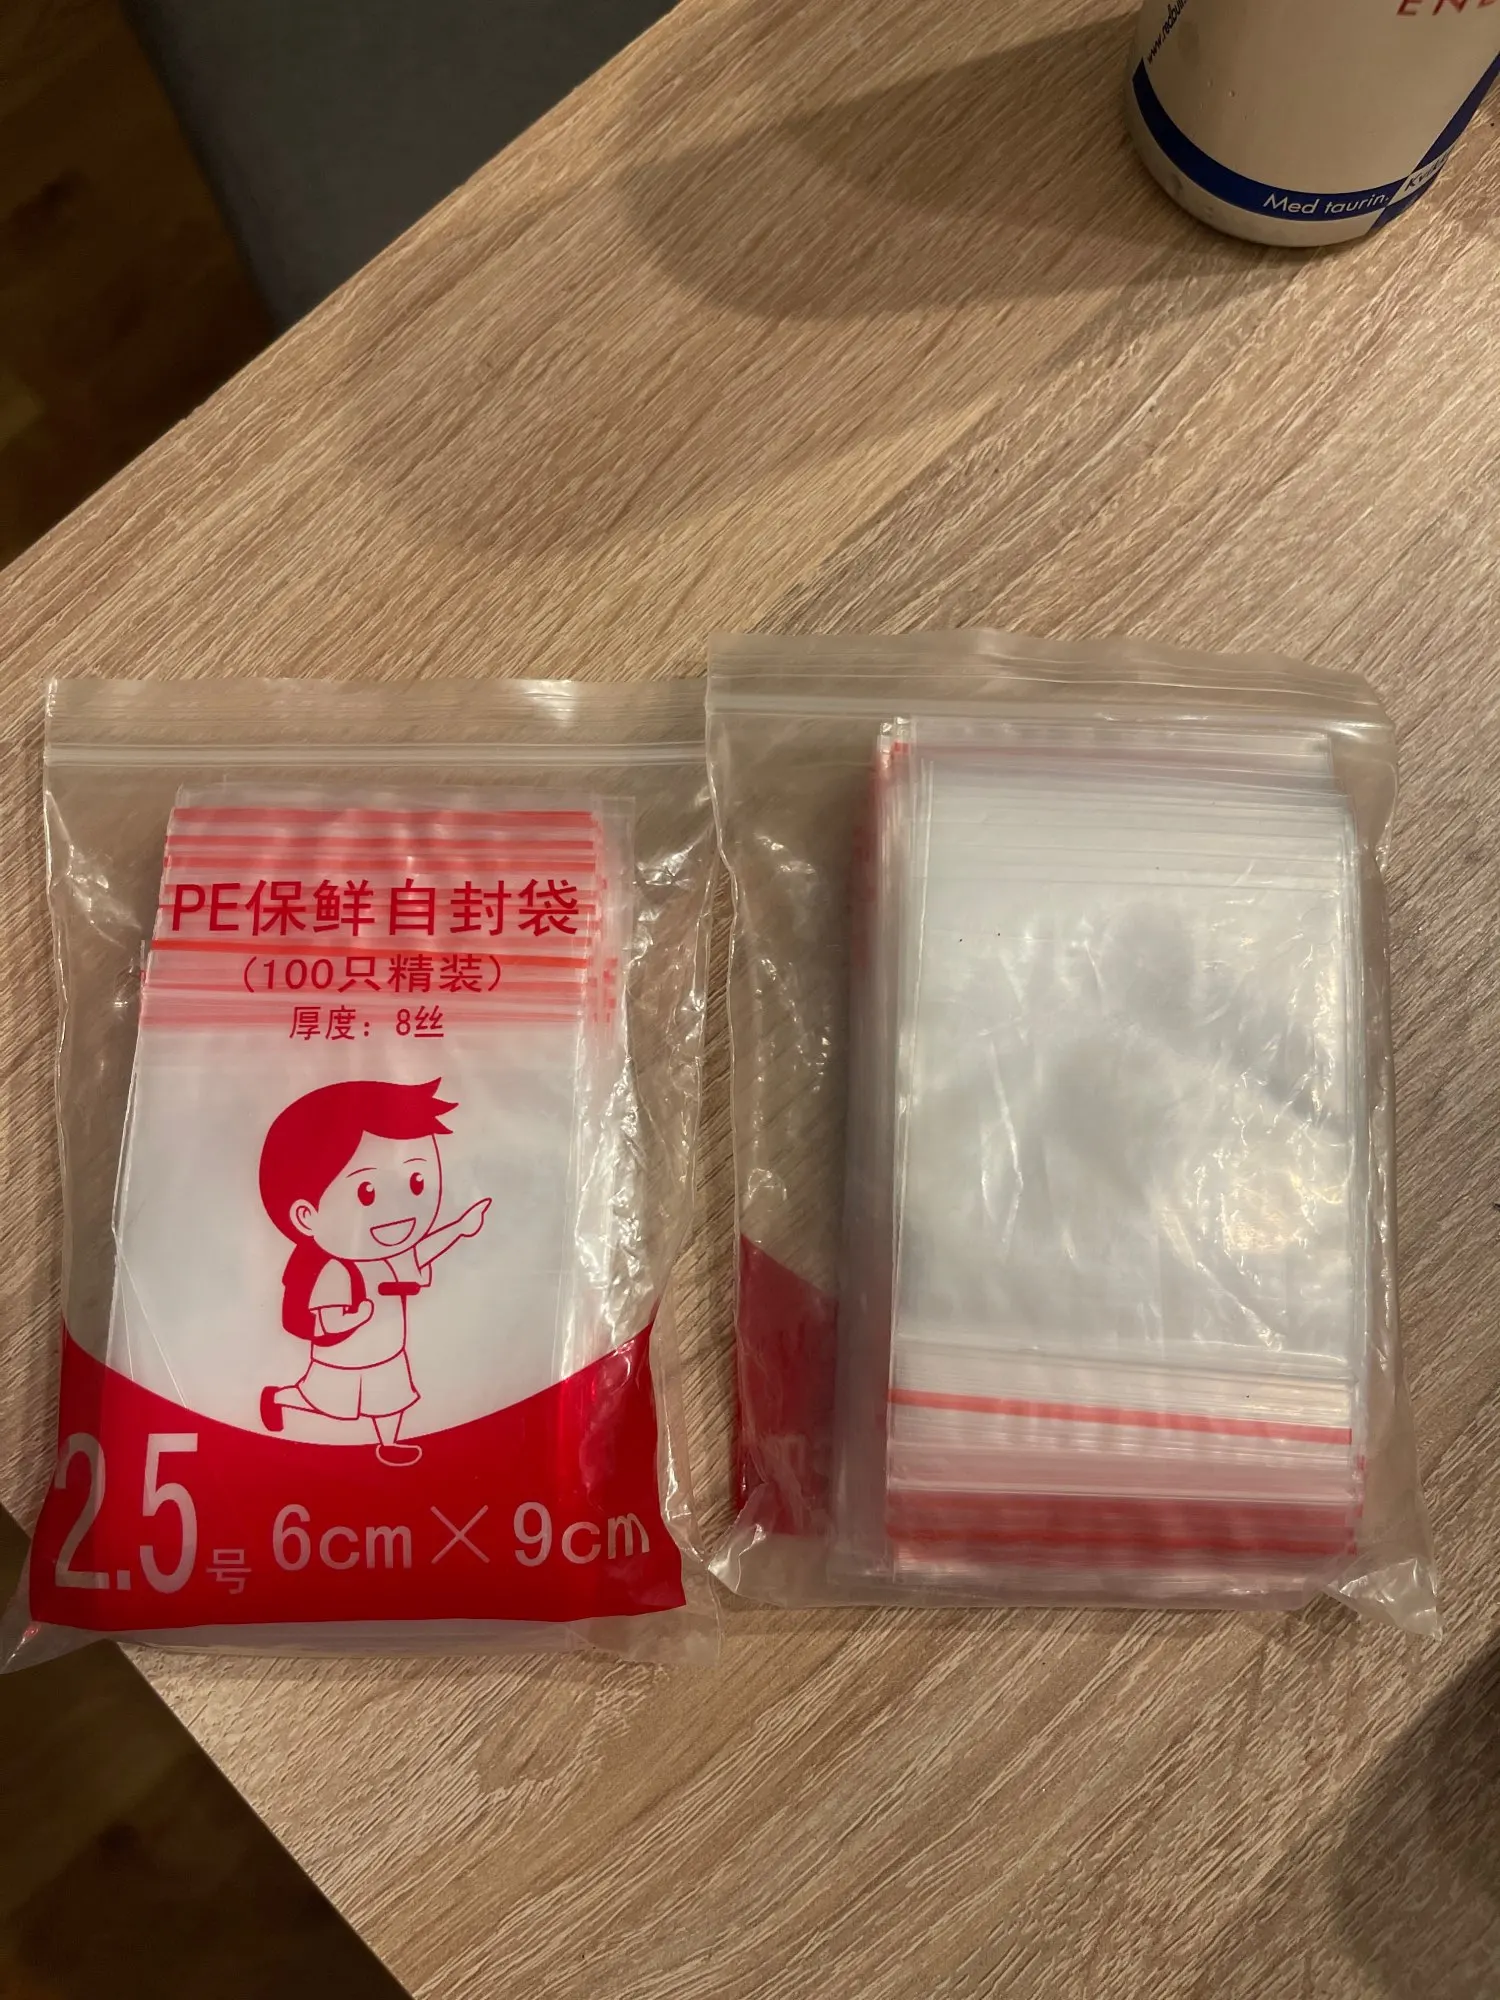 Med taurin.
PE保鲜自封袋
(100只精装)
厚度：8丝
2.5号 6cm×9cm